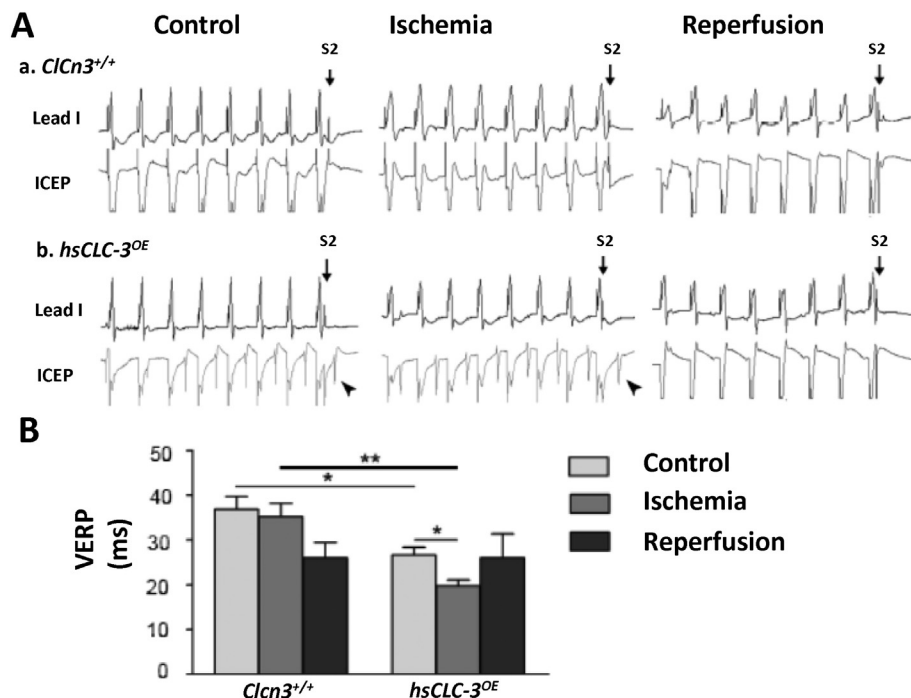 A
Control Ischemia Reperfusion
a. ClCn3+/+ S2 S2 S2
Lead I
ICEP
b. hsCLC-3OE S2 S2 S2
Lead I
ICEP
B
VERP
(ms)
50
40
30
20
10
0
**
*
*
Control
Ischemia
Reperfusion
Clcn3+/+ hsCLC-3OE